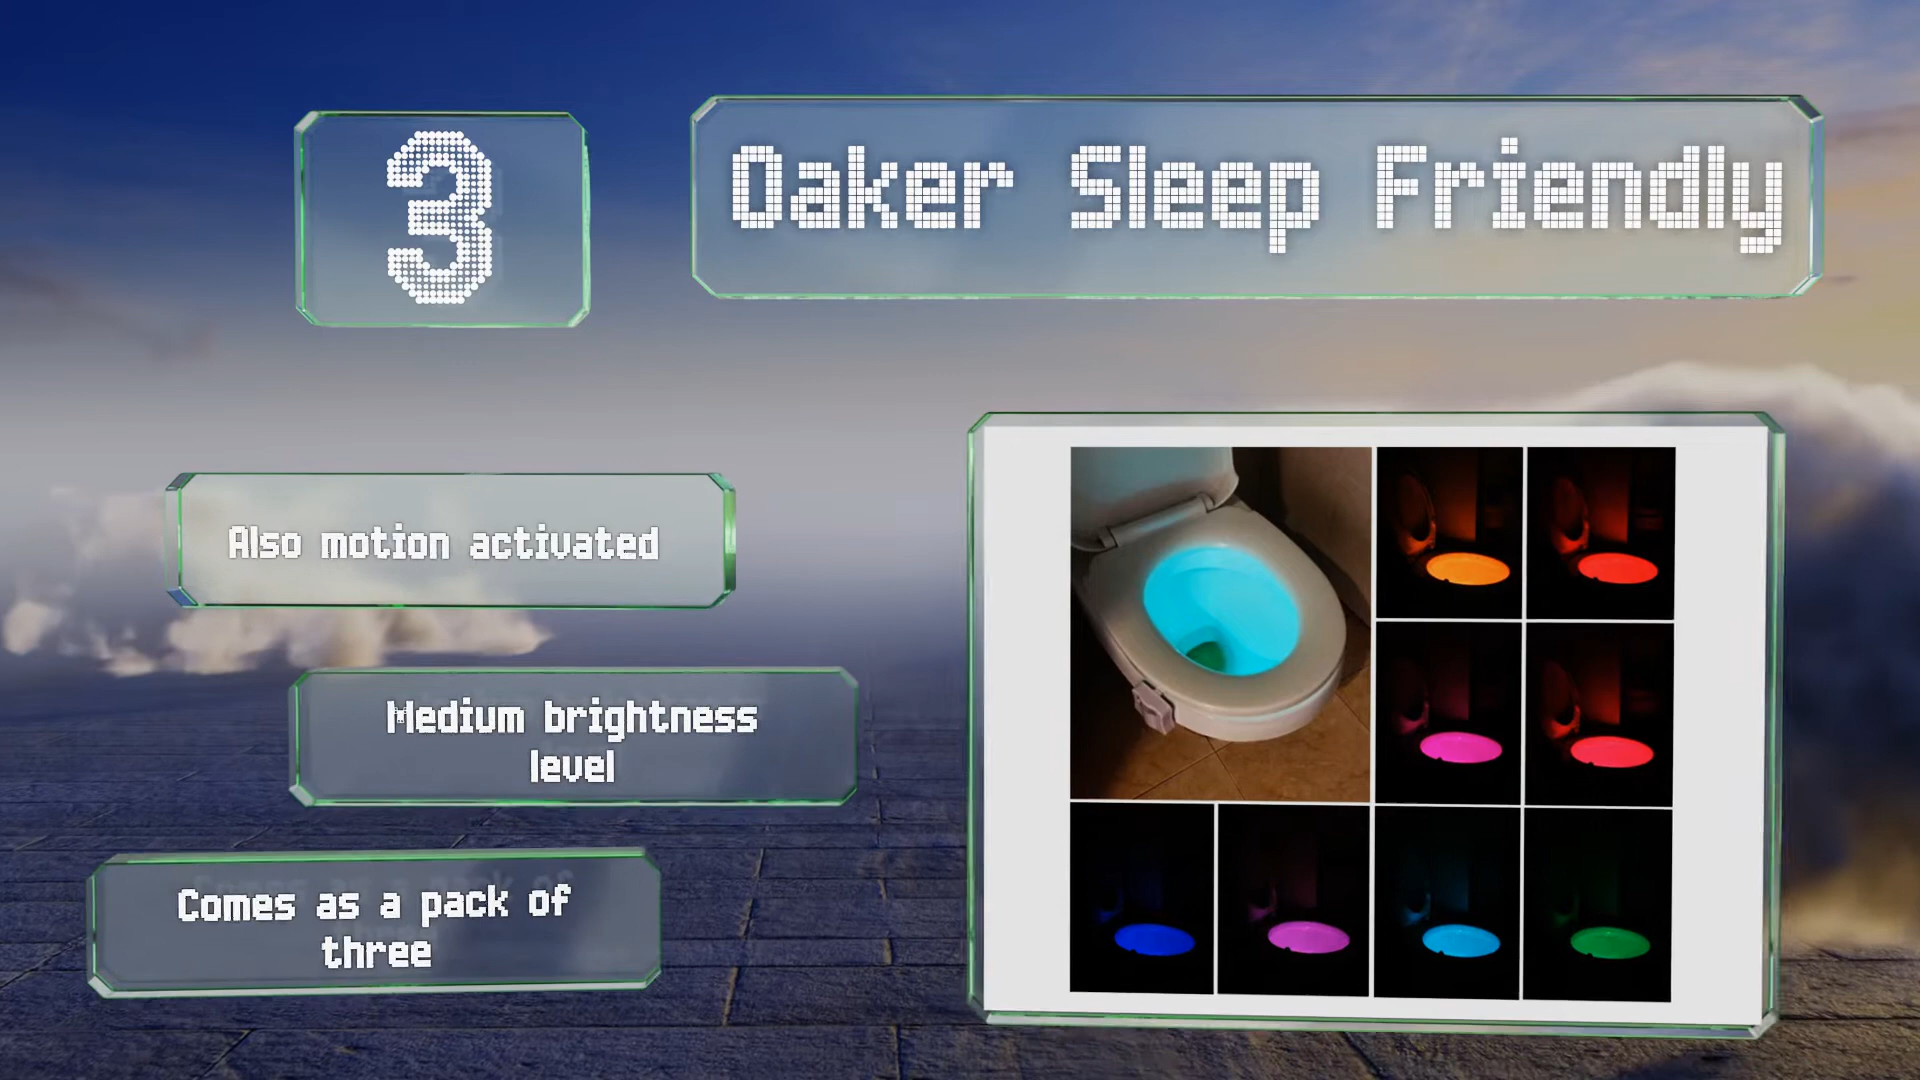 3
Oaker Sleep Friendly
Also motion activated
Medium brightness
level
Comes as a pack of
three